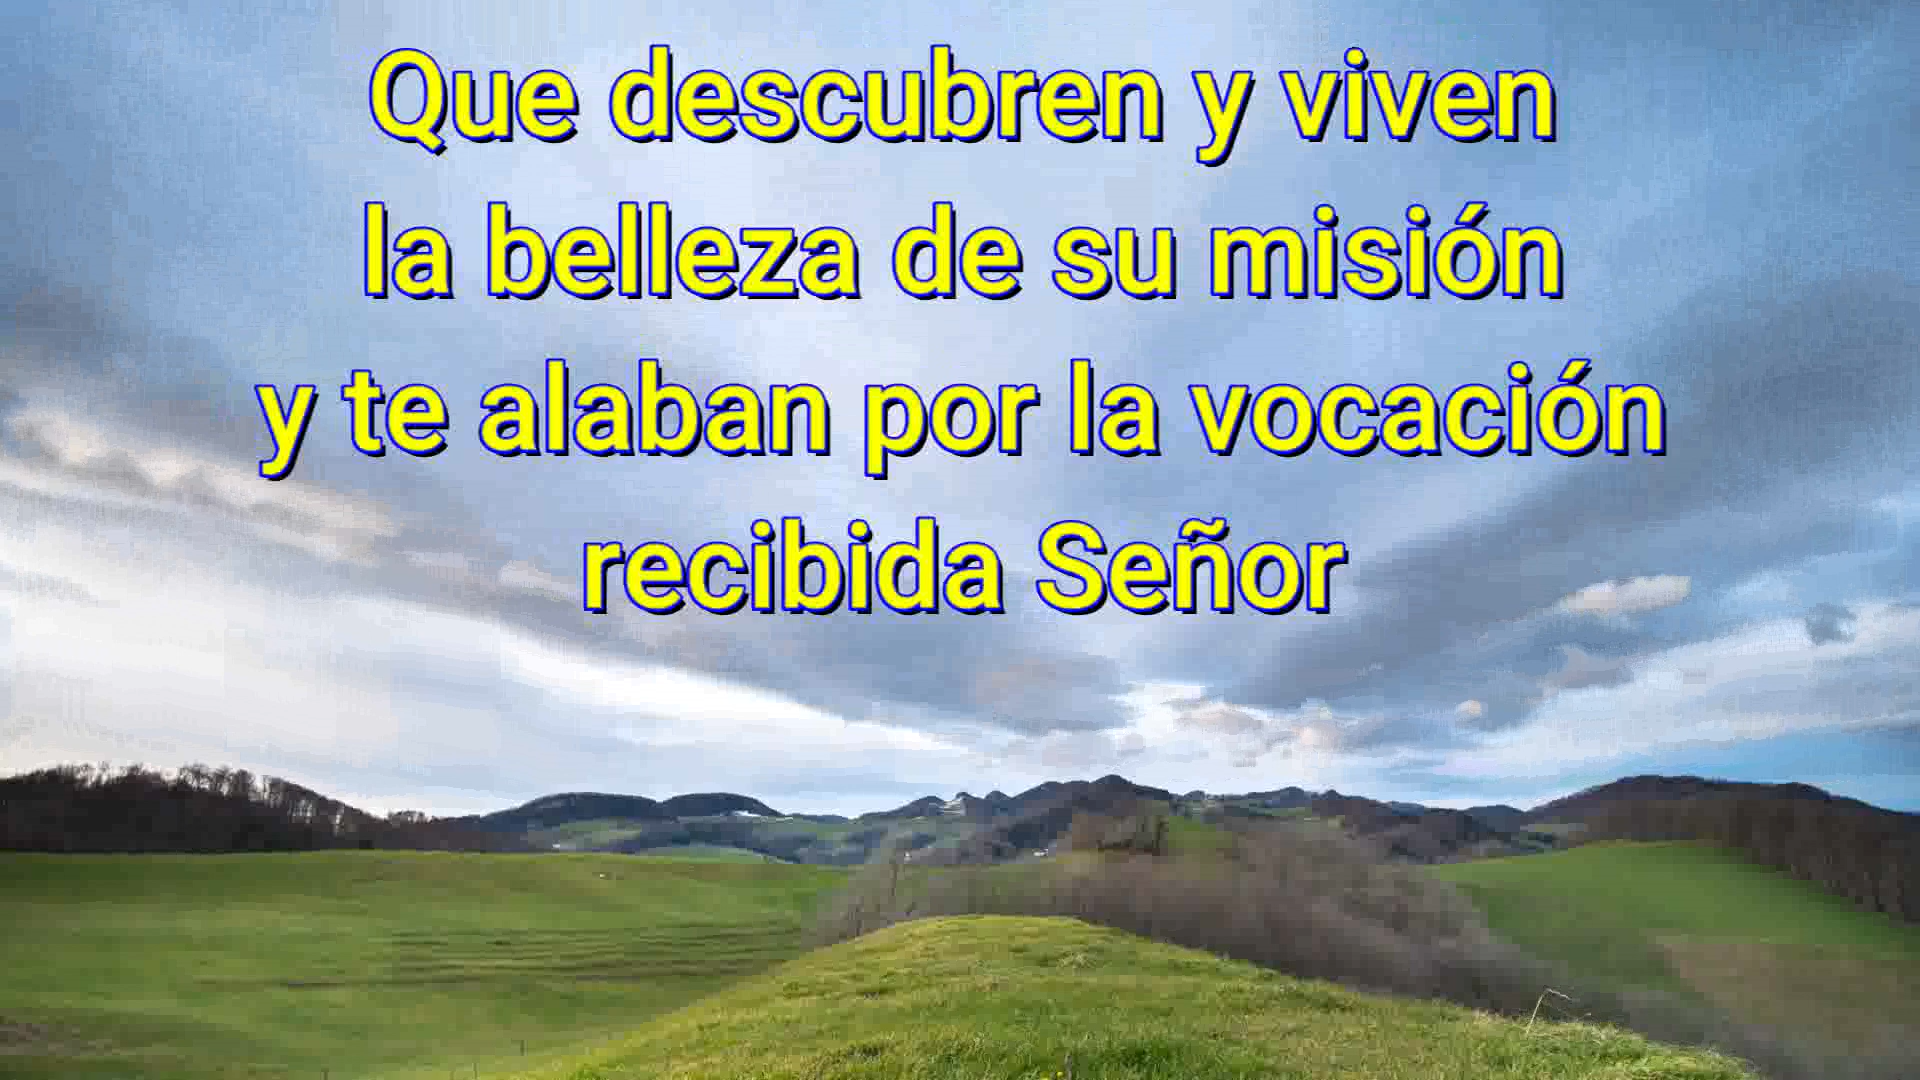 Que descubren y viven
la belleza de su misión
y te alaban por la vocación
recibida Señor